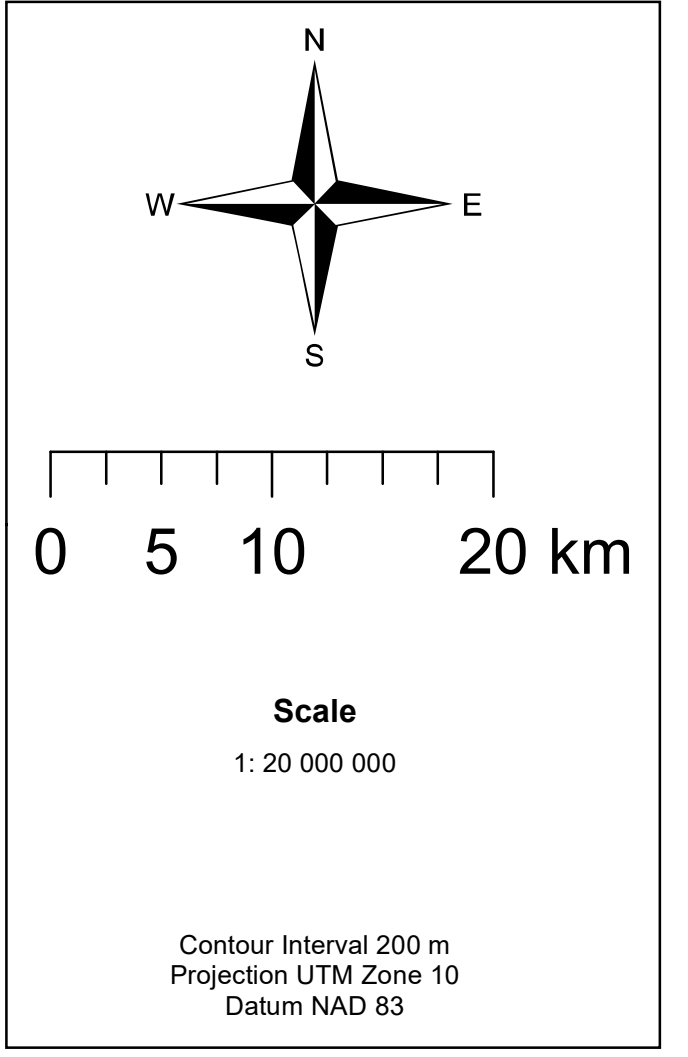 N
W E
S
0 5 10 20 km
Scale
1: 20 000 000
Contour Interval 200 m
Projection UTM Zone 10
Datum NAD 83